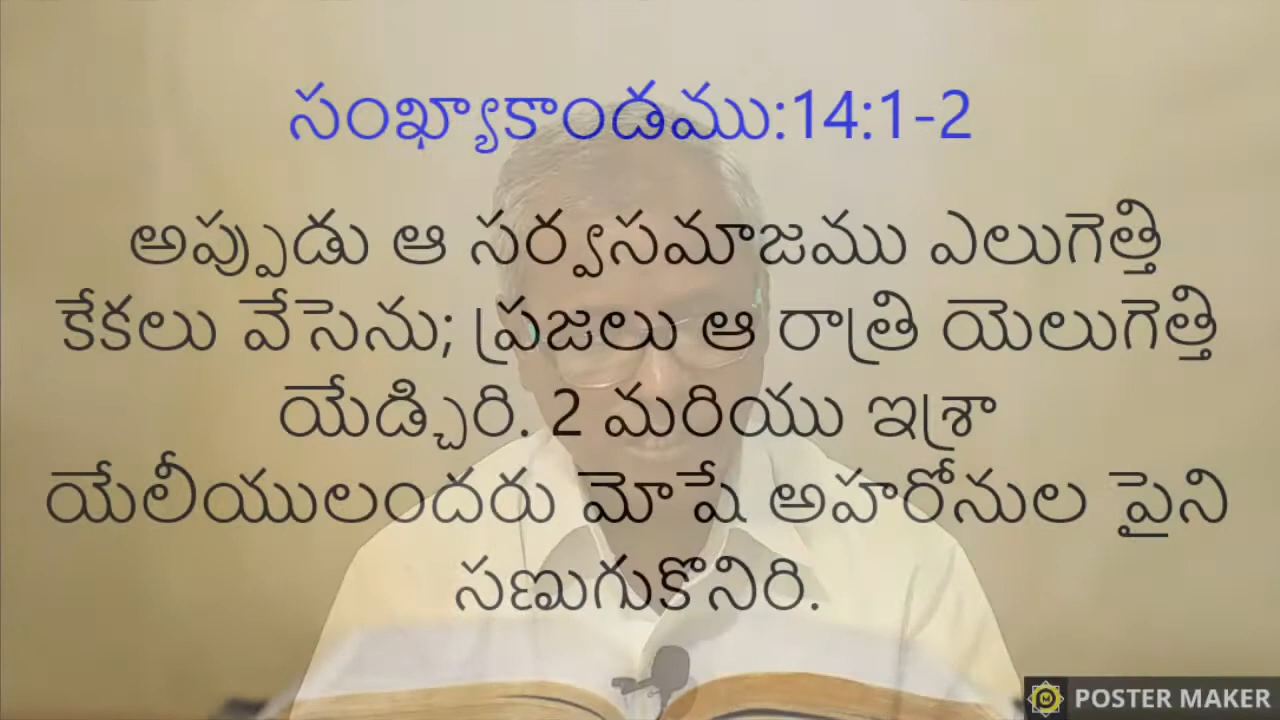 సంఖ్యాకాండము:14:1-2
అప్పుడు ఆ సర్వసమాజము ఎలుగెత్తి
కేకలు వేసెను; ప్రజలు ఆ రాత్రి యెలుగెత్తి
యేడ్చిరి. 2 మరియు ఇశ్రా
యేలీయులందరు మోషే అహరోనుల పైని
సణుగుకొనిరి.
POSTER MAKER